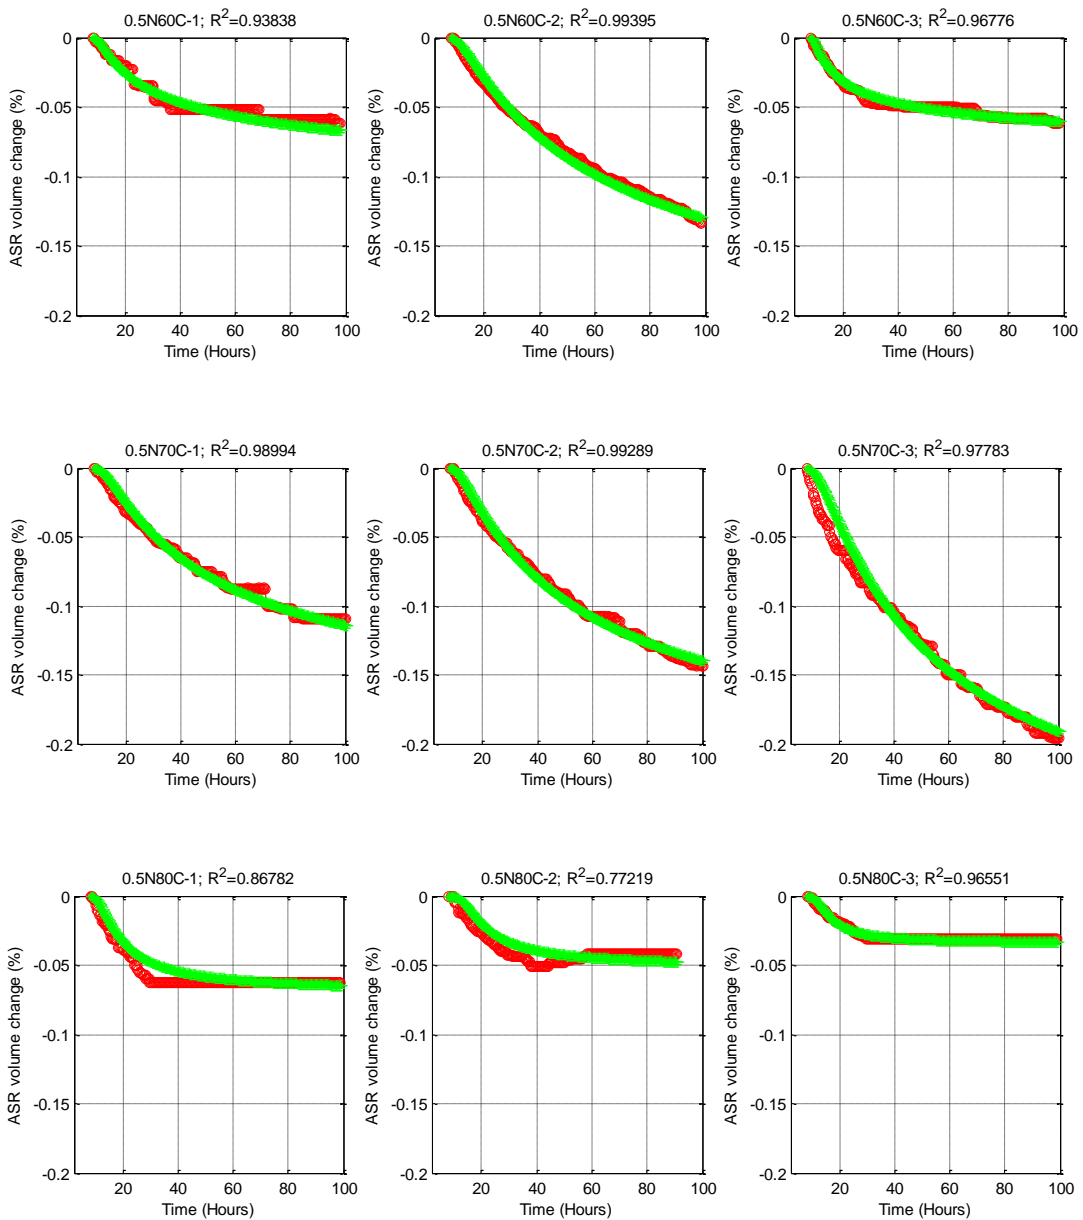 0.5N60C-1; R²=0.93838
0
-0.05
-0.1
-0.15
-0.2
ASR volume change (%)
20 40 60 80 100
Time (Hours)
0.5N60C-2; R²=0.99395
0
-0.05
-0.1
-0.15
-0.2
ASR volume change (%)
20 40 60 80 100
Time (Hours)
0.5N60C-3; R²=0.96776
0
-0.05
-0.1
-0.15
-0.2
ASR volume change (%)
20 40 60 80 100
Time (Hours)
0.5N70C-1; R²=0.98994
0
-0.05
-0.1
-0.15
-0.2
ASR volume change (%)
20 40 60 80 100
Time (Hours)
0.5N70C-2; R²=0.99289
0
-0.05
-0.1
-0.15
-0.2
ASR volume change (%)
20 40 60 80 100
Time (Hours)
0.5N70C-3; R²=0.97783
0
-0.05
-0.1
-0.15
-0.2
ASR volume change (%)
20 40 60 80 100
Time (Hours)
0.5N80C-1; R²=0.86782
0
-0.05
-0.1
-0.15
-0.2
ASR volume change (%)
20 40 60 80 100
Time (Hours)
0.5N80C-2; R²=0.77219
0
-0.05
-0.1
-0.15
-0.2
ASR volume change (%)
20 40 60 80 100
Time (Hours)
0.5N80C-3; R²=0.96551
0
-0.05
-0.1
-0.15
-0.2
ASR volume change (%)
20 40 60 80 100
Time (Hours)